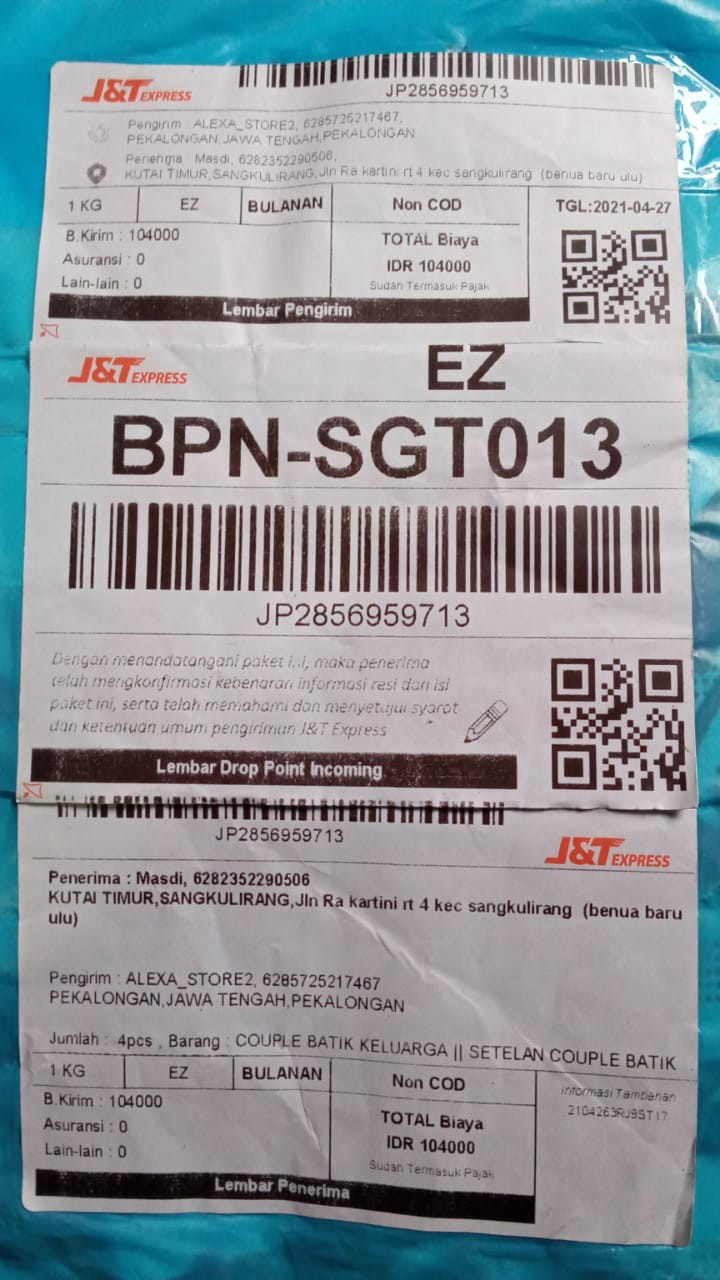 J&T EXPRESS
JP2856959713
Pengirim ALEXA_STORE2, 6285725217467,
PEKALONGAN,JAWA TENGAH,PEKALONGAN
Penerima Masdi, 6282352290506,
KUTAI TIMUR,SANGKULIRANG,Jln Ra kartini rt 4 kec sangkulirang (benua baru ulu)
1 KG EZ BULANAN Non COD TGL:2021-04-27
B.Kirim : 104000
Asuransi : 0
Lain-lain : 0
TOTAL Biaya
IDR 104000
Sudah Termasuk Pajak
Lembar Pengirim
J&T EXPRESS
EZ
BPN-SGT013
JP2856959713
Dengan menandatangani paket ini, maka penerima
telah mengkonfirmasi kebenaran informasi resi dan isi
paket ini, serta telah memahami dan menyetujui syarat
dan ketentuan umum pengiriman J&T Express
Lembar Drop Point Incoming
JP2856959713
J&T EXPRESS
Penerima : Masdi, 6282352290506
KUTAI TIMUR,SANGKULIRANG,Jln Ra kartini rt 4 kec sangkulirang (benua baru
ulu)
Pengirim : ALEXA_STORE2, 6285725217467
PEKALONGAN,JAWA TENGAH,PEKALONGAN
Jumlah : 4pcs , Barang : COUPLE BATIK KELUARGA || SETELAN COUPLE BATIK
1 KG EZ BULANAN Non COD
B.Kirim : 104000
Asuransi : 0
Lain-lain : 0
TOTAL Biaya
IDR 104000
Sudah Termasuk Pajak
Informasi Tambahan
2104263RJ9ST17
Lembar Penerima